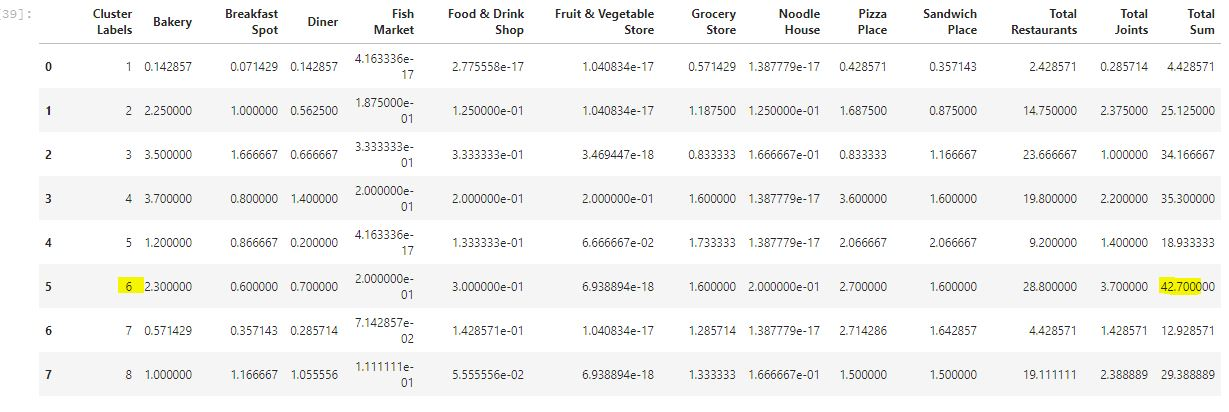 [39]:
Cluster Labels Bakery Breakfast Spot Diner Fish Market Food & Drink Shop Fruit & Vegetable Store Grocery Store Noodle House Pizza Place Sandwich Place Total Restaurants Total Joints Total Sum
0 1 0.142857 0.071429 0.142857 4.163336e-17 2.775558e-17 1.040834e-17 0.571429 1.387779e-17 0.428571 0.357143 2.428571 0.285714 4.428571
1 2 2.250000 1.000000 0.562500 1.875000e-01 1.250000e-01 1.040834e-17 1.187500 1.250000e-01 1.687500 0.875000 14.750000 2.375000 25.125000
2 3 3.500000 1.666667 0.666667 3.333333e-01 3.333333e-01 3.469447e-18 0.833333 1.666667e-01 0.833333 1.166667 23.666667 1.000000 34.166667
3 4 3.700000 0.800000 1.400000 2.000000e-01 2.000000e-01 2.000000e-01 1.600000 1.387779e-17 3.600000 1.600000 19.800000 2.200000 35.300000
4 5 1.200000 0.866667 0.200000 4.163336e-17 1.333333e-01 6.666667e-02 1.733333 1.387779e-17 2.066667 2.066667 9.200000 1.400000 18.933333
5 6 2.300000 0.600000 0.700000 2.000000e-01 3.000000e-01 6.938894e-18 1.600000 2.000000e-01 2.700000 1.600000 28.800000 3.700000 42.700000
6 7 0.571429 0.357143 0.285714 7.142857e-02 1.428571e-01 1.040834e-17 1.285714 1.387779e-17 2.714286 1.642857 4.428571 1.428571 12.928571
7 8 1.000000 1.166667 1.055556 1.111111e-01 5.555556e-02 6.938894e-18 1.333333 1.666667e-01 1.500000 1.500000 19.111111 2.388889 29.388889